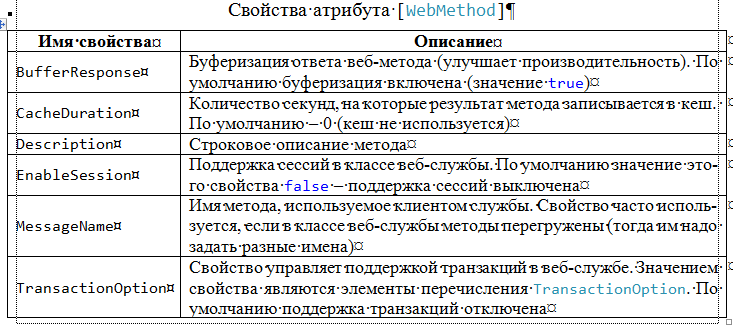 Свойства атрибута [WebMethod]¶
Имя свойства¤ Описание¤
BufferResponse¤
Буферизация ответа веб-метода (улучшает производительность). По
умолчанию буферизация включена (значение true)¤
CacheDuration¤
Количество секунд, на которые результат метода записывается в кеш.
По умолчанию – 0 (кеш не используется)¤
Description¤ Строковое описание метода¤
EnableSession¤
Поддержка сессий в классе веб-службы. По умолчанию значение это-
го свойства false – поддержка сессий выключена¤
MessageName¤
Имя метода, используемое клиентом службы. Свойство часто исполь-
зуется, если в классе веб-службы методы перегружены (тогда им надо
задать разные имена)¤
TransactionOption¤
Свойство управляет поддержкой транзакций в веб-службе. Значением
свойства являются элементы перечисления TransactionOption. По
умолчанию поддержка транзакций отключена¤